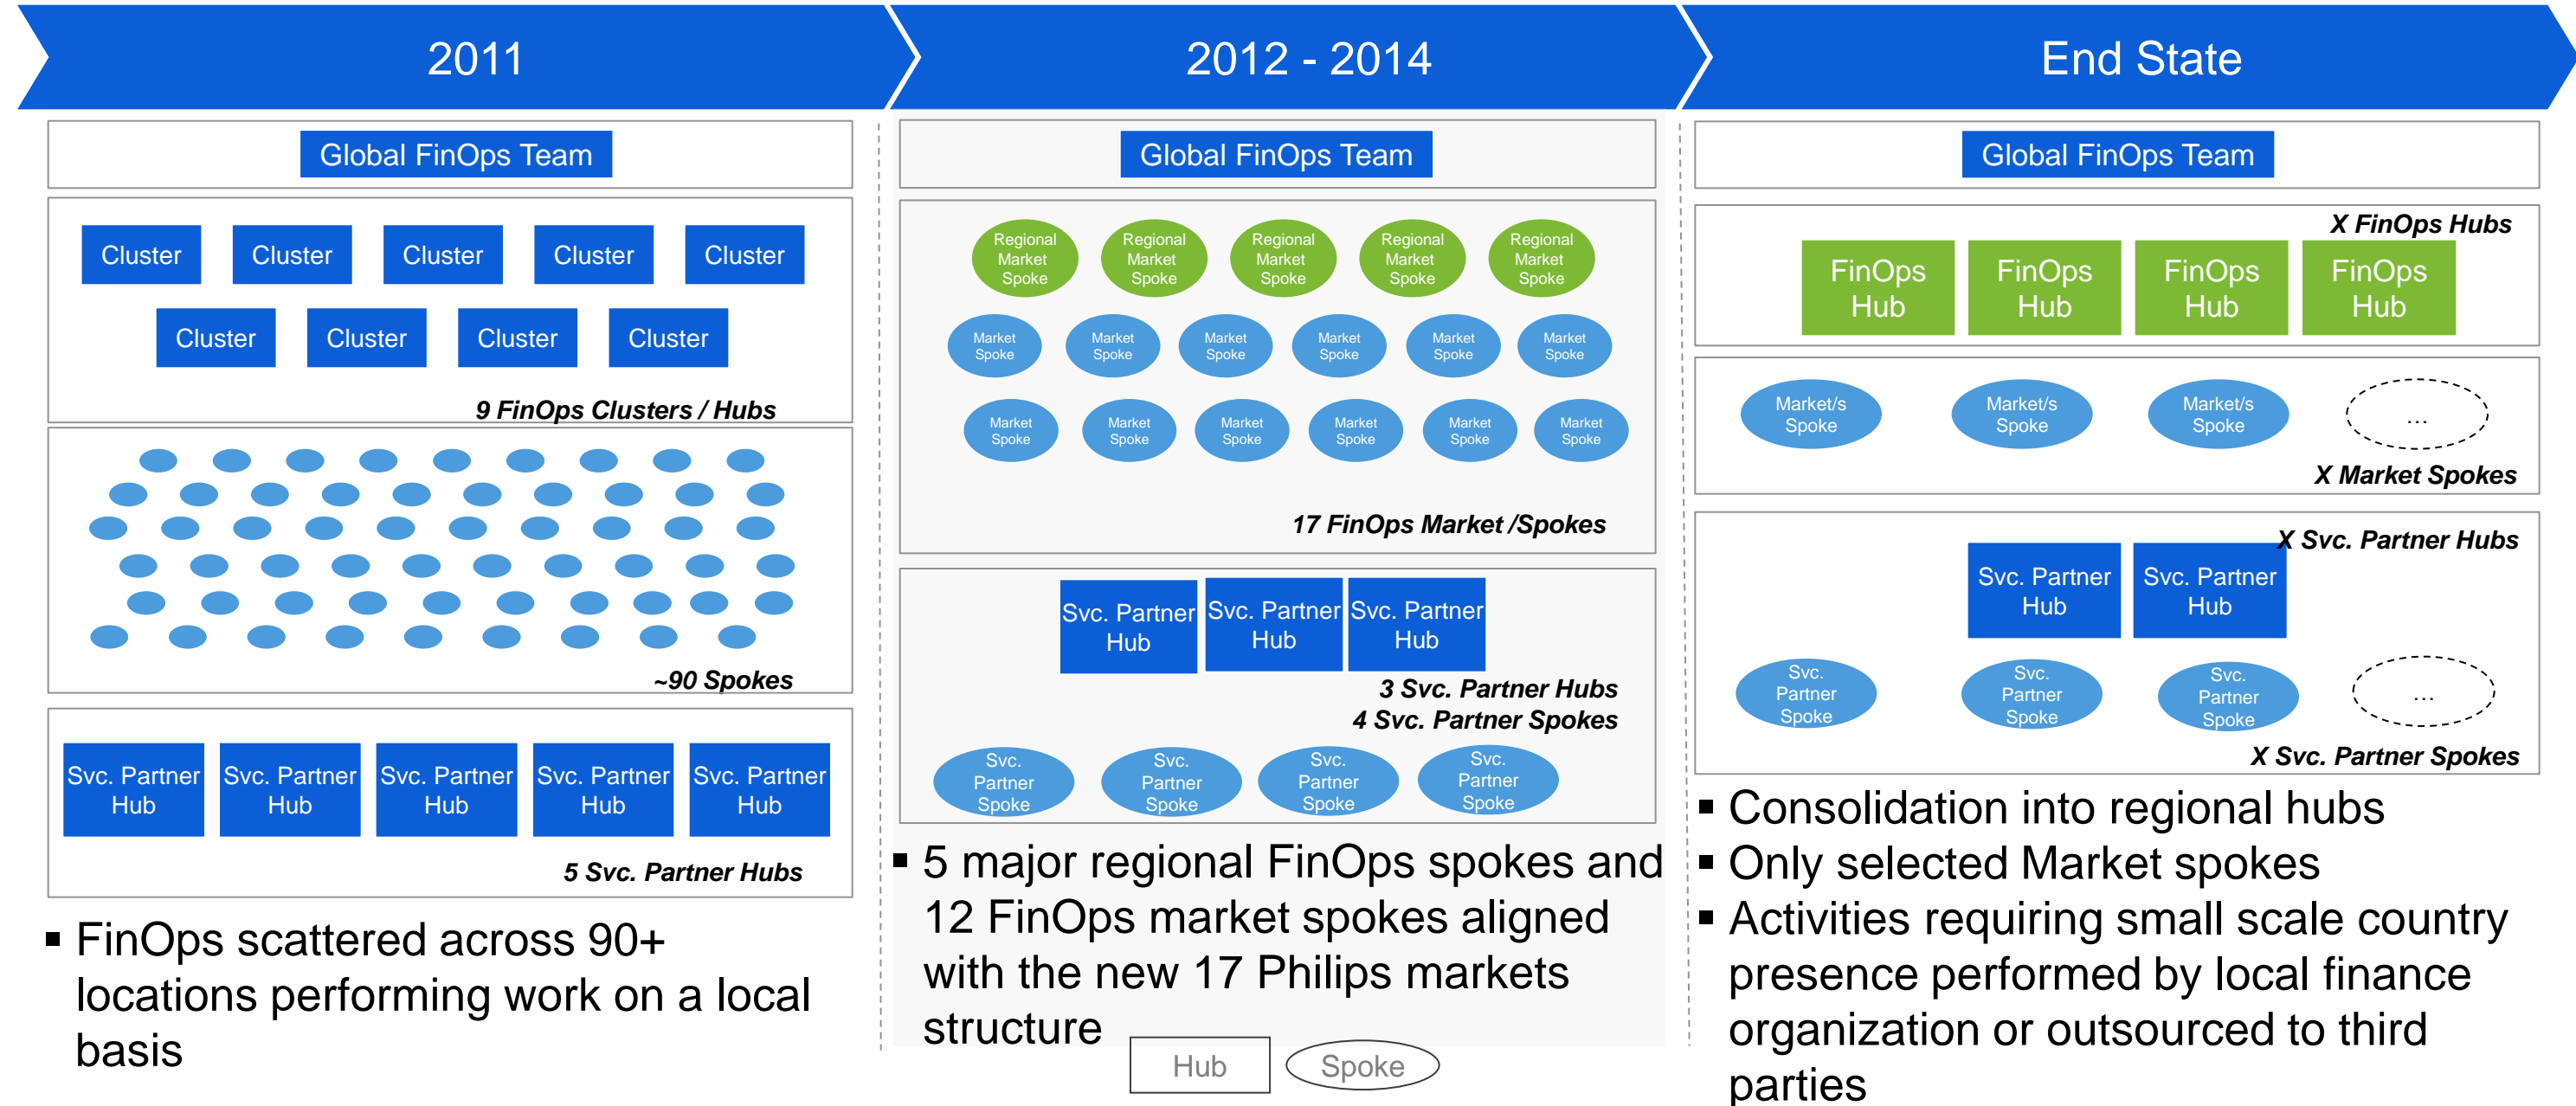 2011
2012 - 2014
End State
Global FinOps Team
Cluster
Cluster
Cluster
Cluster
Cluster
Cluster
Cluster
Cluster
Cluster
9 FinOps Clusters / Hubs
~90 Spokes
Svc. Partner
Hub
Svc. Partner
Hub
Svc. Partner
Hub
Svc. Partner
Hub
Svc. Partner
Hub
5 Svc. Partner Hubs
▪ FinOps scattered across 90+
locations performing work on a local
basis
Global FinOps Team
Regional
Market
Spoke
Regional
Market
Spoke
Regional
Market
Spoke
Regional
Market
Spoke
Regional
Market
Spoke
Market
Spoke
Market
Spoke
Market
Spoke
Market
Spoke
Market
Spoke
Market
Spoke
Market
Spoke
Market
Spoke
Market
Spoke
Market
Spoke
Market
Spoke
Market
Spoke
17 FinOps Market /Spokes
Svc. Partner
Hub
Svc. Partner
Hub
Svc. Partner
Hub
3 Svc. Partner Hubs
4 Svc. Partner Spokes
Svc.
Partner
Spoke
Svc.
Partner
Spoke
Svc.
Partner
Spoke
Svc.
Partner
Spoke
▪ 5 major regional FinOps spokes and
12 FinOps market spokes aligned
with the new 17 Philips markets
structure
Hub
Spoke
Global FinOps Team
X FinOps Hubs
FinOps
Hub
FinOps
Hub
FinOps
Hub
FinOps
Hub
Market/s
Spoke
Market/s
Spoke
Market/s
Spoke
...
X Market Spokes
X Svc. Partner Hubs
Svc. Partner
Hub
Svc. Partner
Hub
Svc.
Partner
Spoke
Svc.
Partner
Spoke
Svc.
Partner
Spoke
...
X Svc. Partner Spokes
▪ Consolidation into regional hubs
▪ Only selected Market spokes
▪ Activities requiring small scale country
presence performed by local finance
organization or outsourced to third
parties